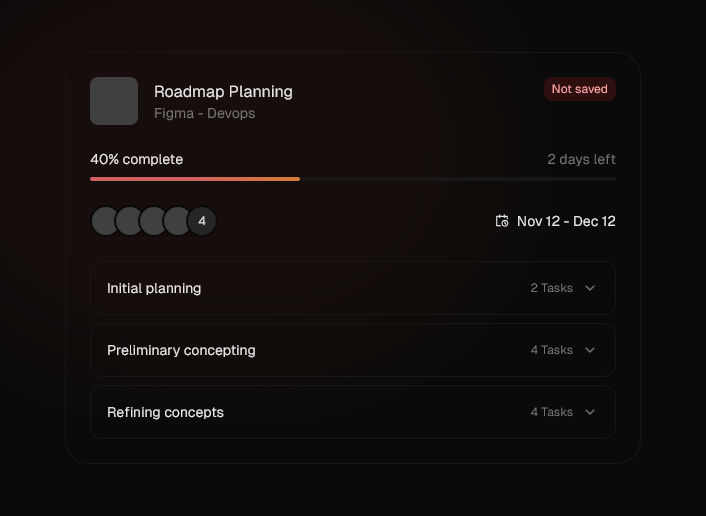 Roadmap Planning
Not saved
Figma - Devops
40% complete
2 days left
4
Nov 12 - Dec 12
Initial planning
2 Tasks
Preliminary concepting
4 Tasks
Refining concepts
4 Tasks